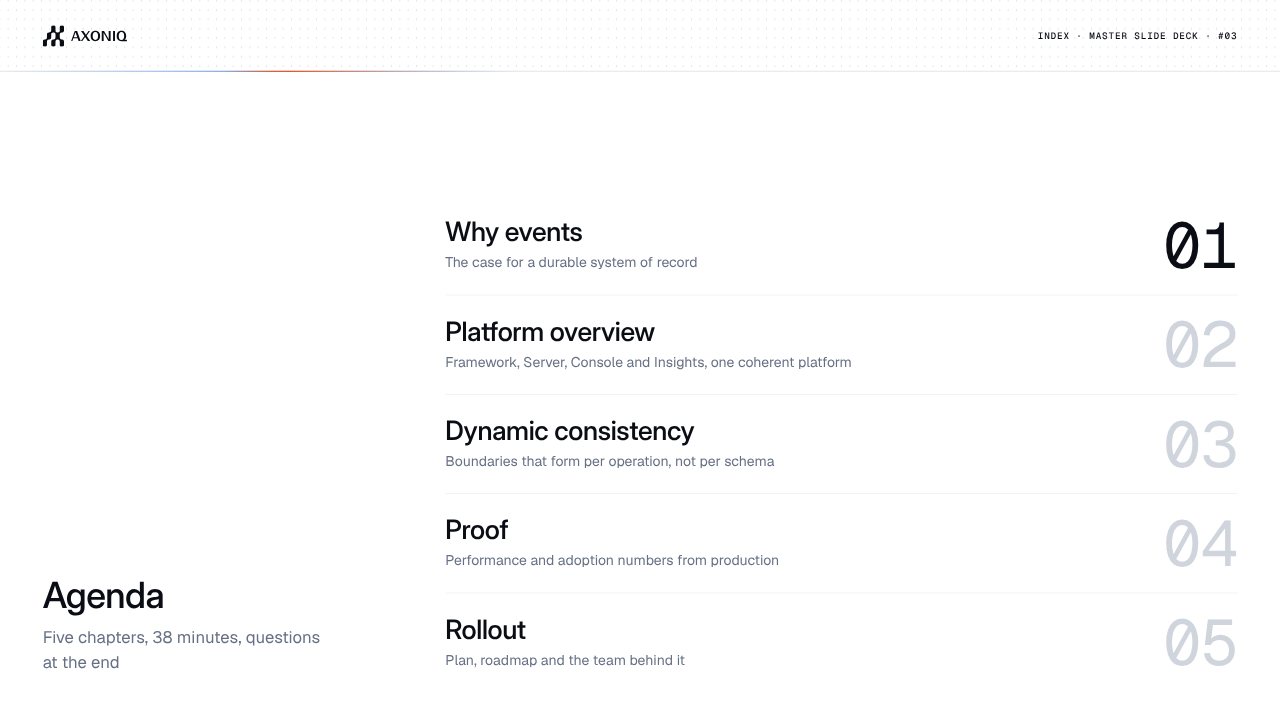 AXONIQ
INDEX · MASTER SLIDE DECK · #03
Agenda
Five chapters, 38 minutes, questions
at the end
Why events
The case for a durable system of record
01
Platform overview
Framework, Server, Console and Insights, one coherent platform
02
Dynamic consistency
Boundaries that form per operation, not per schema
03
Proof
Performance and adoption numbers from production
04
Rollout
Plan, roadmap and the team behind it
05